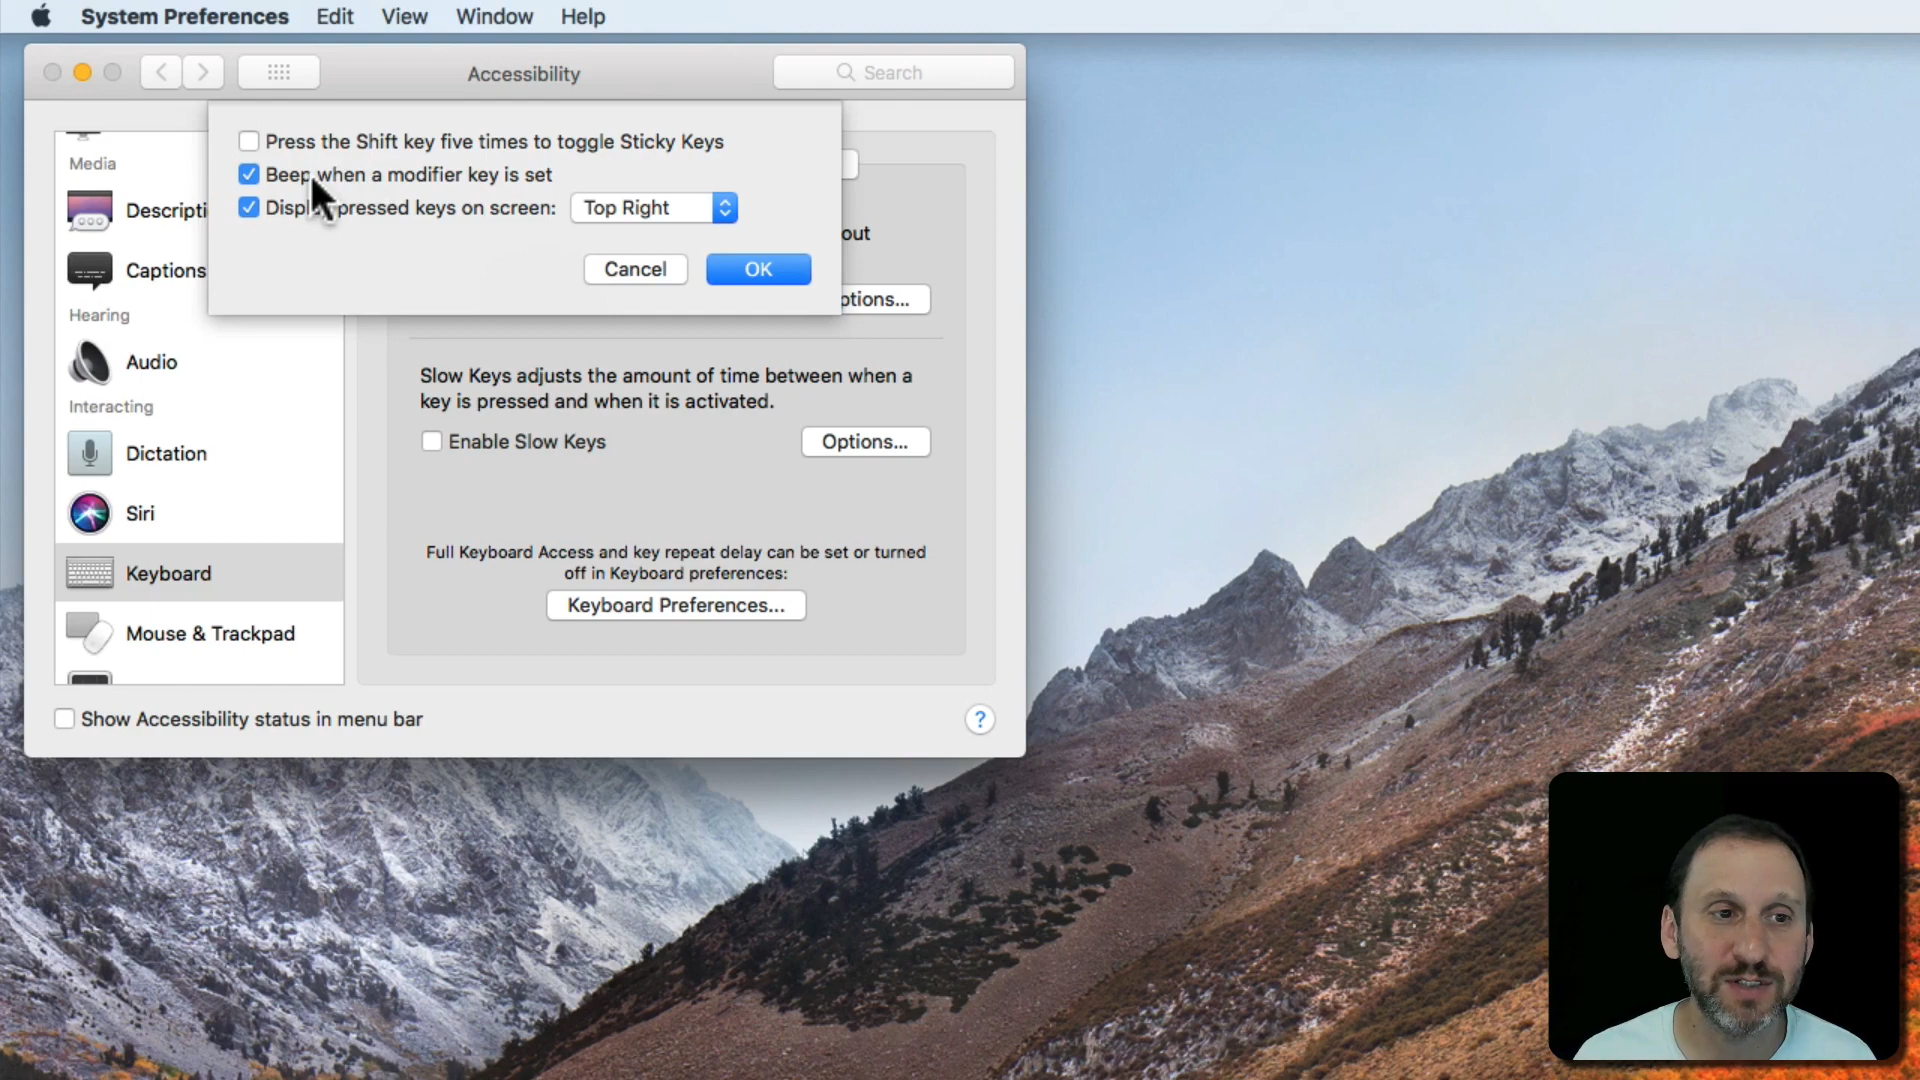 System Preferences Edit View Window Help
Accessibility
Search
Press the Shift key five times to toggle Sticky Keys
Beep when a modifier key is set
Display pressed keys on screen: Top Right
Cancel OK
Media
Descripti
Captions
Hearing
Audio
Interacting
Dictation
Siri
Keyboard
Mouse & Trackpad
out
ptions...
Slow Keys adjusts the amount of time between when a
key is pressed and when it is activated.
Enable Slow Keys Options...
Full Keyboard Access and key repeat delay can be set or turned
off in Keyboard preferences:
Keyboard Preferences...
Show Accessibility status in menu bar
?